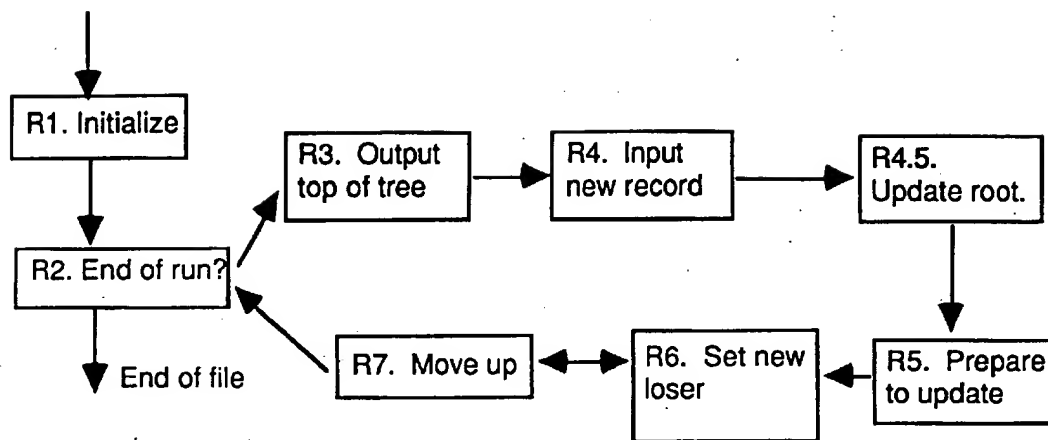 R1. Initialize
R2. End of run?
End of file
R3. Output
top of tree
R4. Input
new record
R4.5.
Update root.
R5. Prepare
to update
R6. Set new
loser
R7. Move up